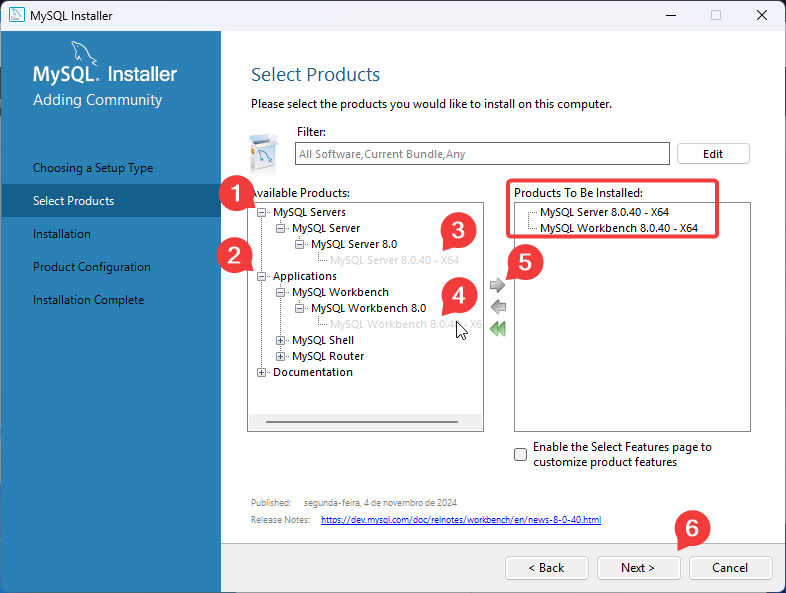 MySQL Installer
MySQL. Installer
Adding Community
Choosing a Setup Type
Select Products
Installation
Product Configuration
Installation Complete
Select Products
Please select the products you would like to install on this computer.
Filter:
All Software,Current Bundle,Any
Edit
1
Available Products:
MySQL Servers
MySQL Server
MySQL Server 8.0
MySQL Server 8.0.40 - X64
3
2
Applications
MySQL Workbench
MySQL Workbench 8.0
MySQL Workbench 8.0.4 - X6
4
MySQL Shell
MySQL Router
Documentation
5
Products To Be Installed:
MySQL Server 8.0.40 - X64
MySQL Workbench 8.0.40 - X64
Enable the Select Features page to
customize product features
Published: segunda-feira, 4 de novembro de 2024
Release Notes: https://dev.mysql.com/doc/relnotes/workbench/en/news-8-0-40.html
6
< Back
Next >
Cancel